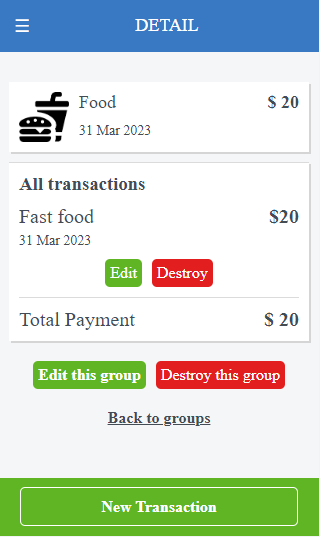 ☰ DETAIL
Food $ 20
31 Mar 2023
All transactions
Fast food $20
31 Mar 2023
Edit Destroy
Total Payment $ 20
Edit this group Destroy this group
Back to groups
New Transaction